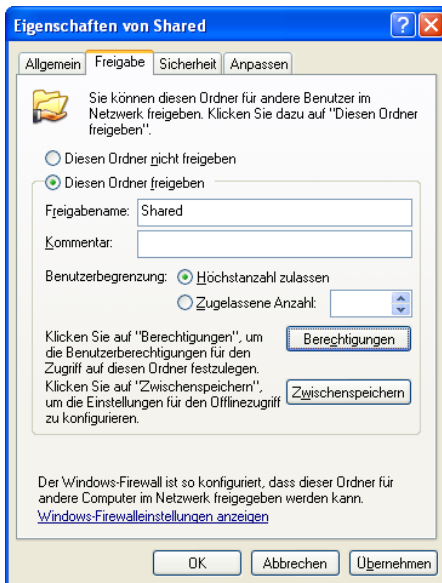 Eigenschaften von Shared
Allgemein Freigabe Sicherheit Anpassen
Sie können diesen Ordner für andere Benutzer im
Netzwerk freigeben. Klicken Sie dazu auf "Diesen Ordner
freigeben".
Diesen Ordner nicht freigeben
Diesen Ordner freigeben
Freigabename: Shared
Kommentar:
Benutzerbegrenzung: Höchstanzahl zulassen
Zugelassene Anzahl:
Klicken Sie auf "Berechtigungen", um
die Benutzerberechtigungen für den
Zugriff auf diesen Ordner festzulegen.
Berechtigungen
Klicken Sie auf "Zwischenspeichern",
um die Einstellungen für den Offlinezugriff
zu konfigurieren.
Zwischenspeichern
Der Windows-Firewall ist so konfiguriert, dass dieser Ordner für
andere Computer im Netzwerk freigegeben werden kann.
Windows-Firewalleinstellungen anzeigen
OK Abbrechen Übernehmen